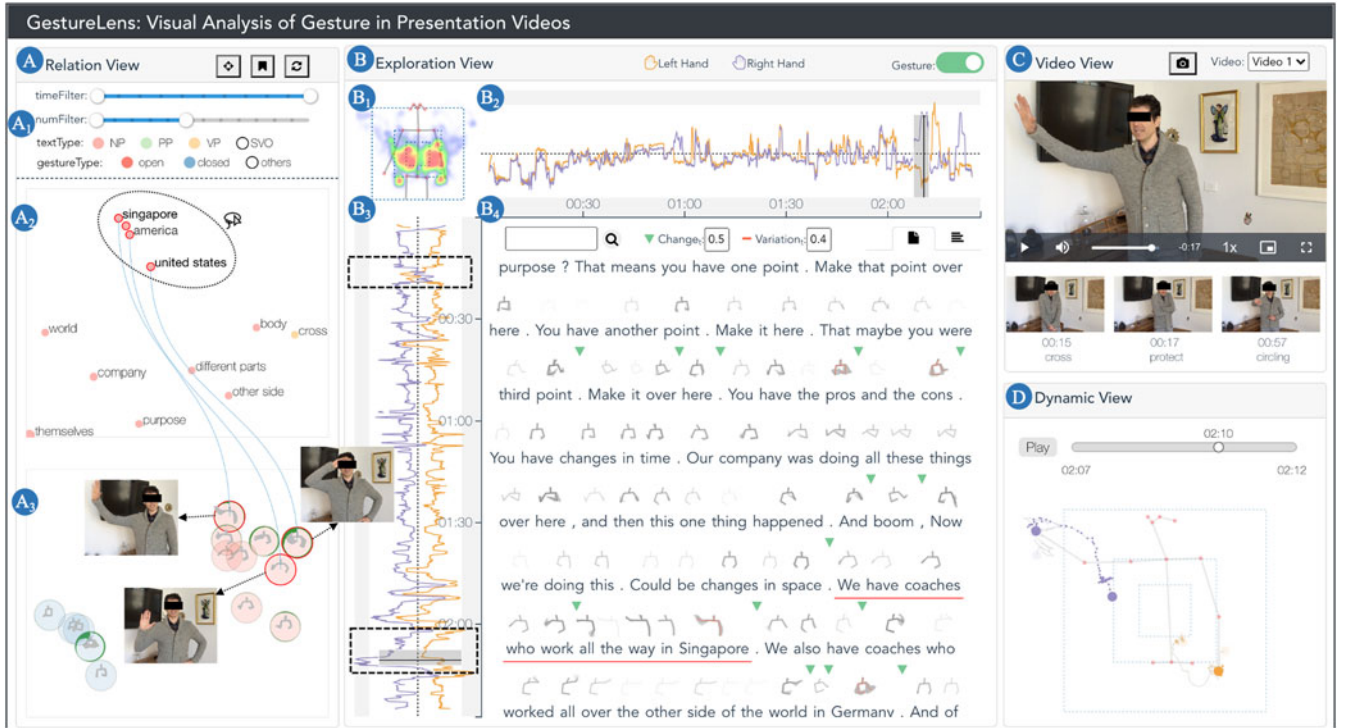 GestureLens: Visual Analysis of Gesture in Presentation Videos
A Relation View
timeFilter:
A1
numFilter:
textType: NP PP VP SVO
gestureType: open closed others
A2
singapore
america
united states
world
body
cross
company
different parts
other side
purpose
themselves
A3
B Exploration View
Left Hand Right Hand Gesture:
B1
B2
00:30 01:00 01:30 02:00
B3
00:30
01:00
01:30
02:00
B4
Changet: 0.5 Variationt: 0.4
purpose ? That means you have one point . Make that point over
here . You have another point . Make it here . That maybe you were
third point . Make it over here . You have the pros and the cons .
You have changes in time . Our company was doing all these things
over here , and then this one thing happened . And boom , Now
we're doing this . Could be changes in space . We have coaches
who work all the way in Singapore . We also have coaches who
worked all over the other side of the world in Germany . And of
C Video View
Video: Video 1
-0:17 1x
00:15 00:17 00:57
cross protect circling
D Dynamic View
Play
02:10
02:07 02:12